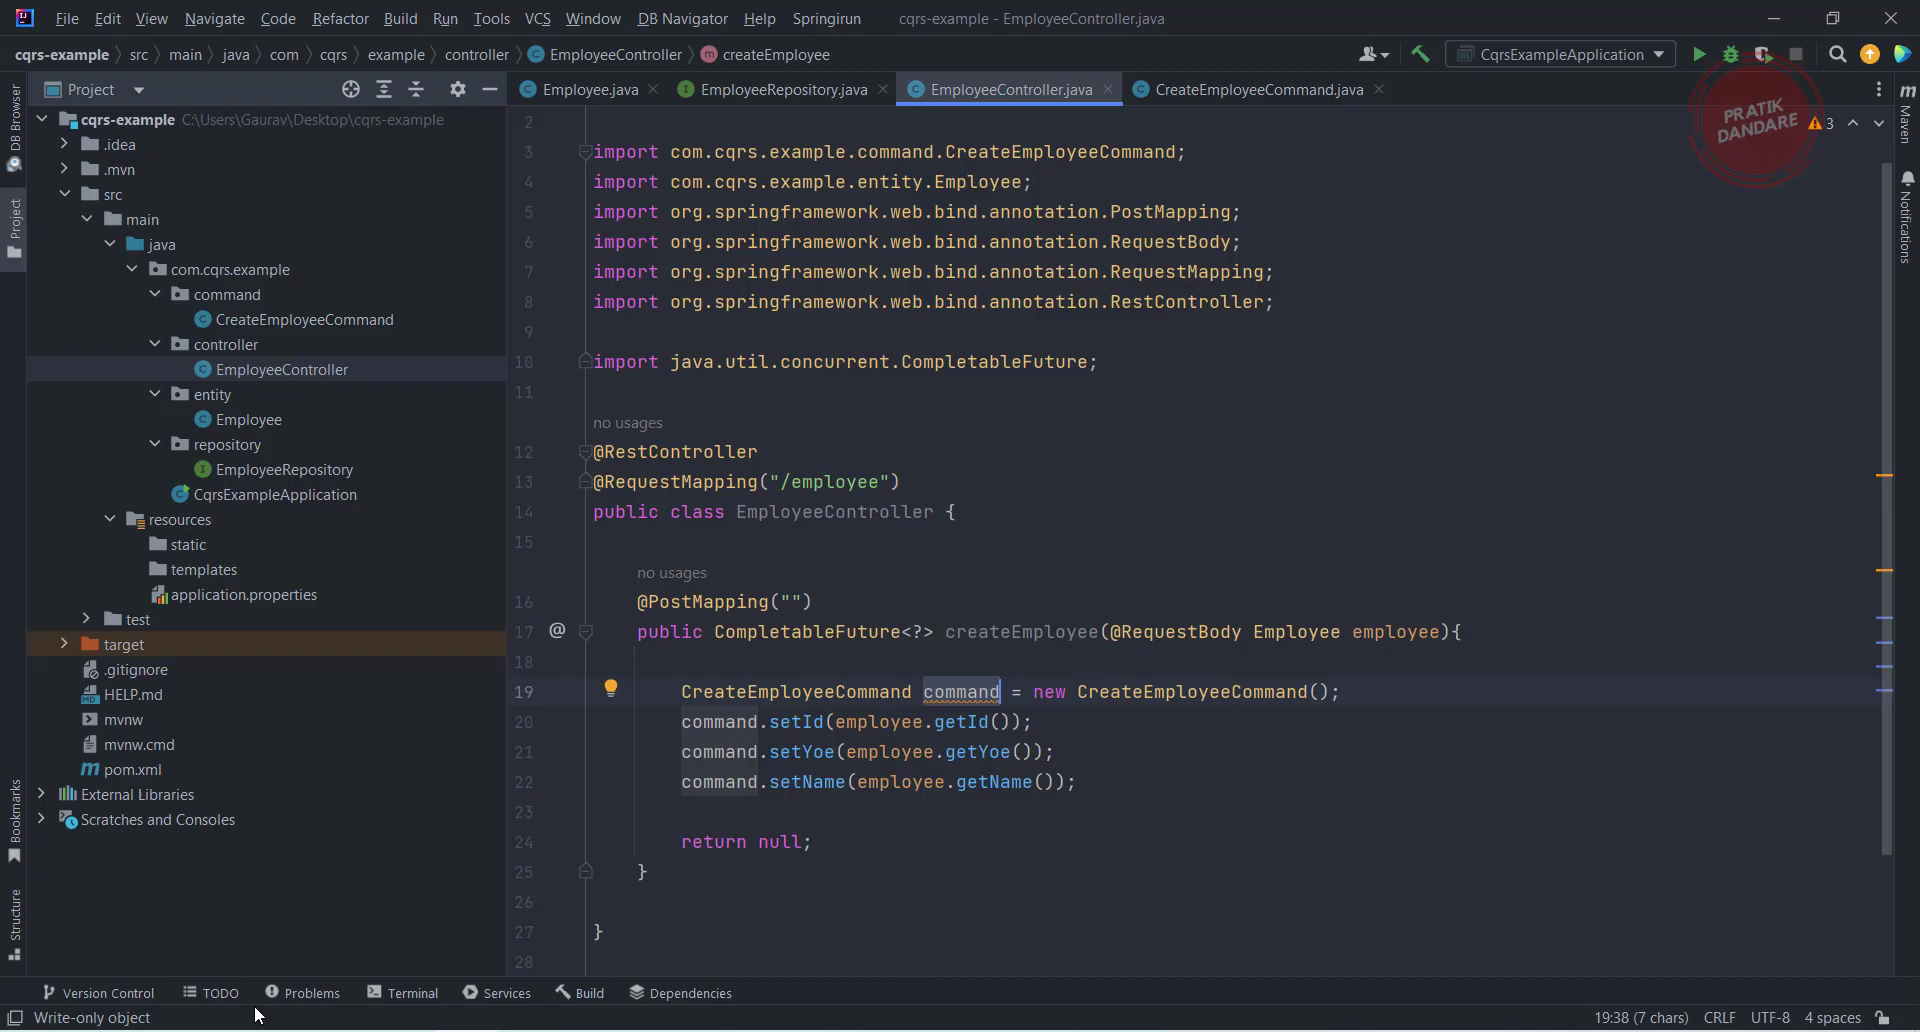 File Edit View Navigate Code Refactor Build Run Tools VCS Window DB Navigator Help Springirun cqrs-example - EmployeeController.java
cqrs-example src main java com cqrs example controller EmployeeController createEmployee CqrsExampleApplication
Project Employee.java EmployeeRepository.java EmployeeController.java CreateEmployeeCommand.java
DB Browser
Project
Bookmarks
Structure
cqrs-example C:\Users\Gaurav\Desktop\cqrs-example
.idea
.mvn
src
main
java
com.cqrs.example
command
CreateEmployeeCommand
controller
EmployeeController
entity
Employee
repository
EmployeeRepository
CqrsExampleApplication
resources
static
templates
application.properties
test
target
.gitignore
HELP.md
mvnw
mvnw.cmd
pom.xml
External Libraries
Scratches and Consoles
2
3 import com.cqrs.example.command.CreateEmployeeCommand;
4 import com.cqrs.example.entity.Employee;
5 import org.springframework.web.bind.annotation.PostMapping;
6 import org.springframework.web.bind.annotation.RequestBody;
7 import org.springframework.web.bind.annotation.RequestMapping;
8 import org.springframework.web.bind.annotation.RestController;
9
10 import java.util.concurrent.CompletableFuture;
11
no usages
12 @RestController
13 @RequestMapping("/employee")
14 public class EmployeeController {
15
no usages
16 @PostMapping("")
17 public CompletableFuture<?> createEmployee(@RequestBody Employee employee){
18
19 CreateEmployeeCommand command = new CreateEmployeeCommand();
20 command.setId(employee.getId());
21 command.setYoe(employee.getYoe());
22 command.setName(employee.getName());
23
24 return null;
25 }
26
27 }
28
PRATIK
DANDARE
3
Maven
Notifications
Version Control TODO Problems Terminal Services Build Dependencies
Write-only object 19:38 (7 chars) CRLF UTF-8 4 spaces